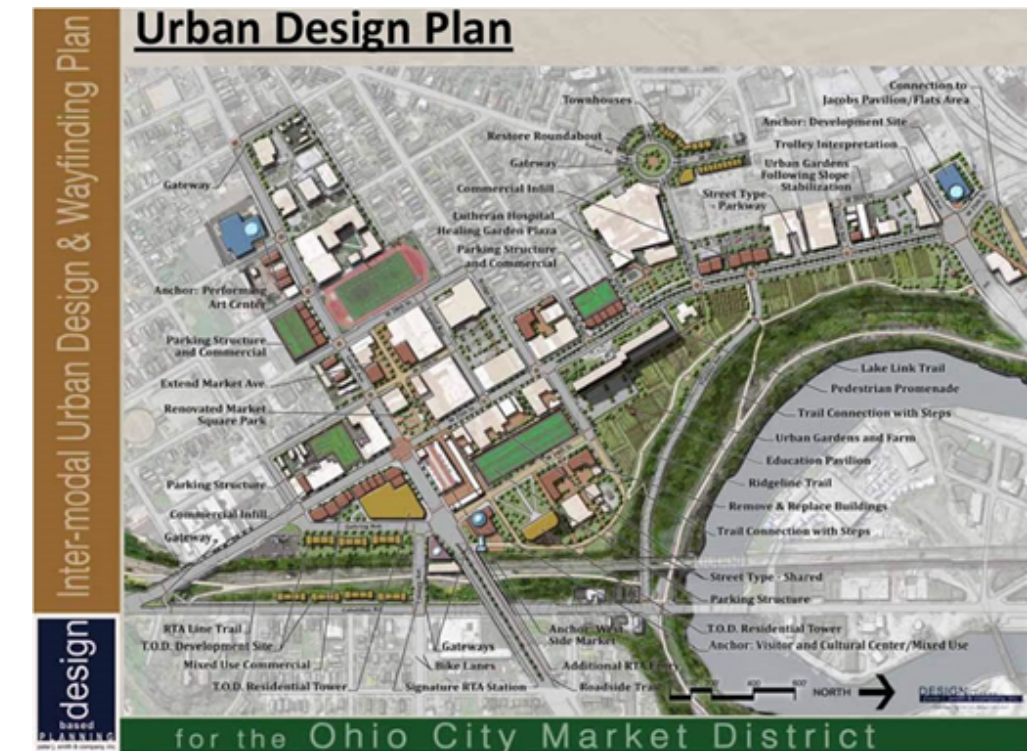 Urban Design Plan
Inter-modal Urban Design & Wayfinding Plan
Connection to
Jacobs Pavilion/Flats Area
Townhouses
Anchor: Development Site
Restore Roundabout
Trolley Interpretation
Gateway
Urban Gardens
Following Slope
Stabilization
Gateway
Commercial Infill
Street Type
- Parkway
Lutheran Hospital
Healing Garden Plaza
Parking Structure
and Commercial
Anchor: Performing
Art Center
Parking Structure
and Commercial
Extend Market Ave.
Renovated Market
Square Park
Lake Link Trail
Pedestrian Promenade
Trail Connection with Steps
Urban Gardens and Farm
Education Pavilion
Ridgeline Trail
Parking Structure
Remove & Replace Buildings
Commercial Infill
Trail Connection with Steps
Gateway
Street Type - Shared
Parking Structure
RTA Line Trail
T.O.D. Development Site
Mixed Use Commercial
T.O.D. Residential Tower
Gateways
Bike Lanes
Signature RTA Station
Anchor: West
Side Market
Additional RTA Entry
Roadside
T.O.D. Residential Tower
Anchor: Visitor and Cultural Center/Mixed Use
400
NORTH
DESIGN
design
based
PLANNING
for the Ohio City Market District